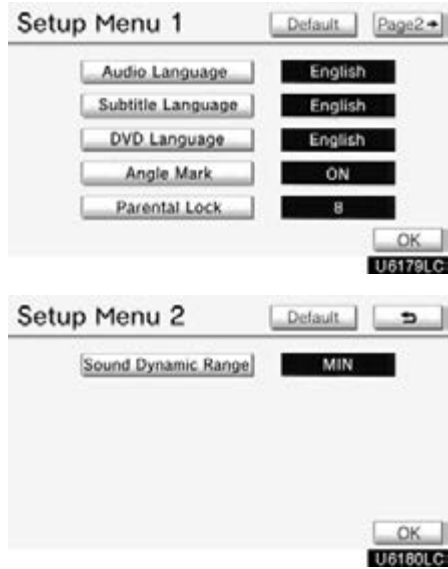 Setup Menu 1 Default Page2
Audio Language English
Subtitle Language English
DVD Language English
Angle Mark ON
Parental Lock 8
OK
U6179LC
Setup Menu 2 Default
Sound Dynamic Range MIN
OK
U6180LC